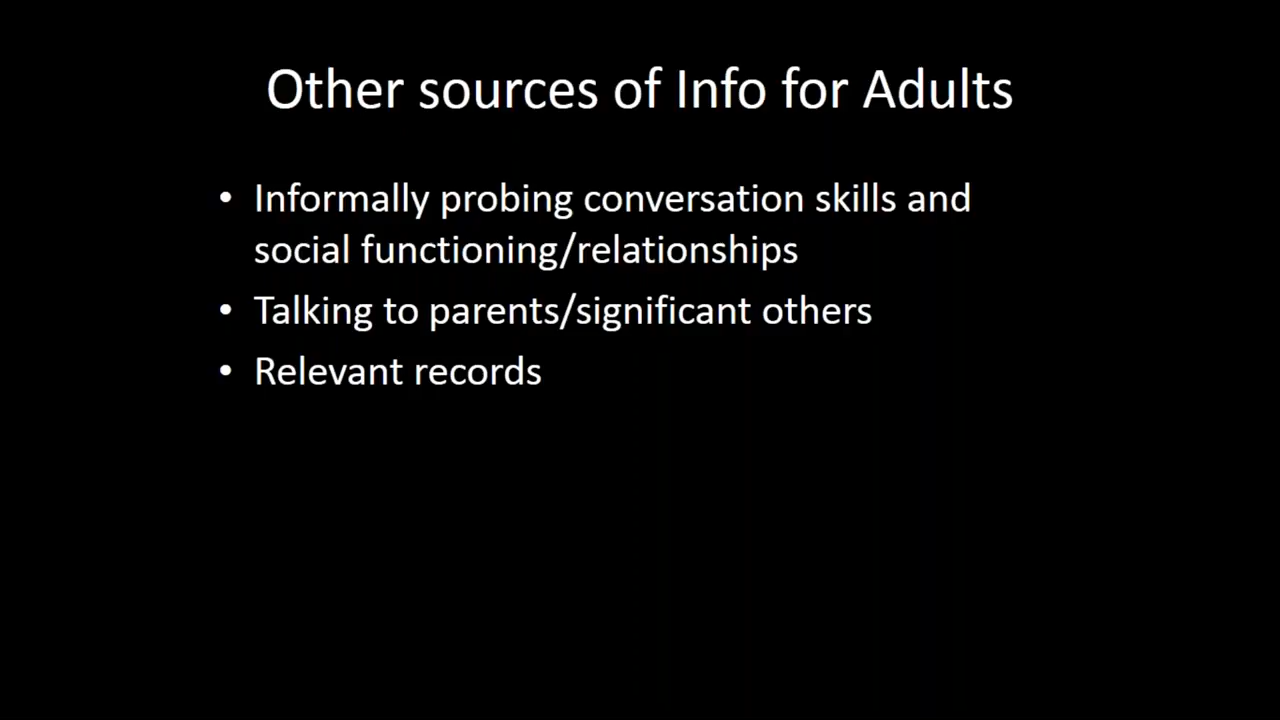 Other sources of Info for Adults
• Informally probing conversation skills and
social functioning/relationships
• Talking to parents/significant others
• Relevant records